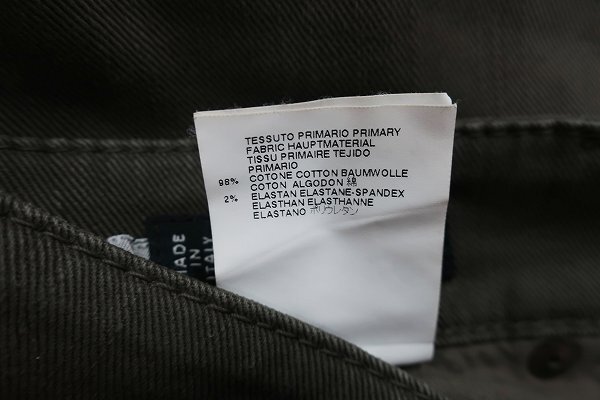 TESSUTO PRIMARIO PRIMARY
FABRIC HAUPTMATERIAL
TISSU PRIMAIRE TEJIDO
PRIMARIO
98% COTONE COTTON BAUMWOLLE
COTON ALGODON 綿
2% ELASTAN ELASTANE-SPANDEX
ELASTHAN ELASTHANNE
ELASTANO ポリウレタン
MADE
IN
ITALY